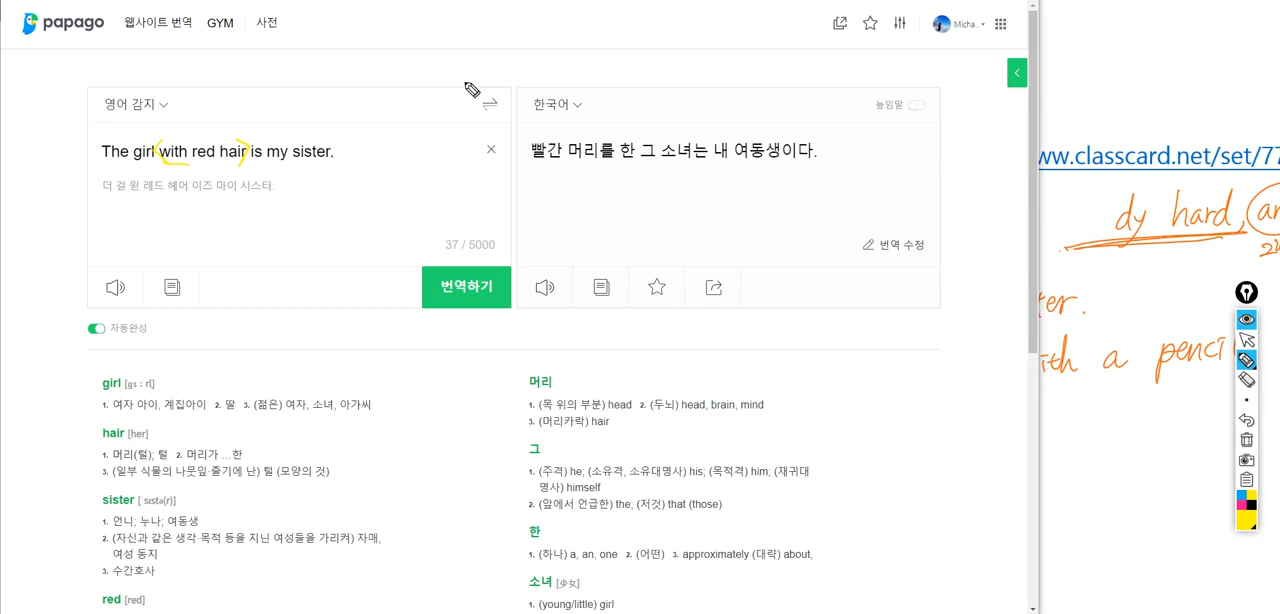 papago 웹사이트 번역 GYM 사전 Micha..
영어 감지
The girl with red hair is my sister.
더 걸 윋 레드 헤어 이즈 마이 시스터.
37 / 5000
번역하기
자동완성
한국어 높임말
빨간 머리를 한 그 소녀는 내 여동생이다.
번역 수정
girl [gɜ : rl]
1. 여자 아이, 계집아이 2. 딸 3. (젊은) 여자, 소녀, 아가씨
hair [her]
1. 머리(털); 털 2. 머리가 …한
3. (일부 식물의 나뭇잎·줄기에 난) 털 (모양의 것)
sister [ˈsɪstə(r)]
1. 언니; 누나; 여동생
2. (자신과 같은 생각·목적 등을 지닌 여성들을 가리켜) 자매,
여성 동지
3. 수간호사
red [red]
머리
1. (목 위의 부분) head 2. (두뇌) head, brain, mind
3. (머리카락) hair
그
1. (주격) he; (소유격, 소유대명사) his; (목적격) him; (재귀대
명사) himself
2. (앞에서 언급한) the; (저것) that (those)
한
1. (하나) a, an, one 2. (어떤) 3. approximately (대략) about,
소녀 [少女]
1. (young/little) girl
ww.classcard.net/set/77
dy hard, an
ter.
ith a pencil